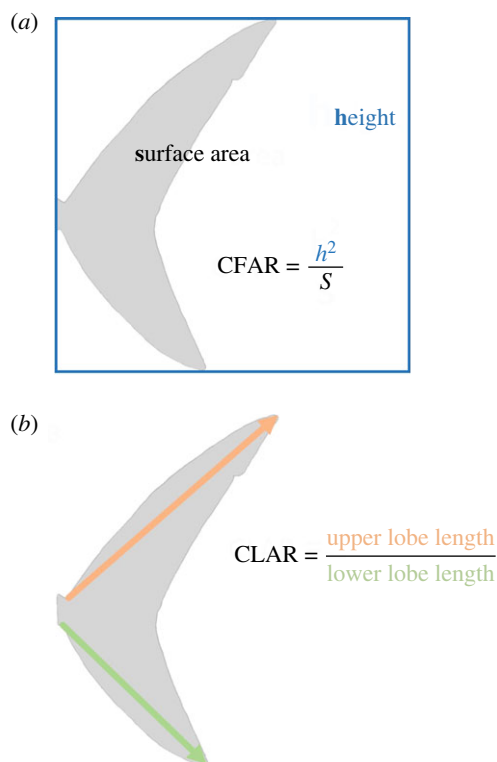 (a)
height
surface area
CFAR = h²/S
(b)
CLAR = upper lobe length/lower lobe length